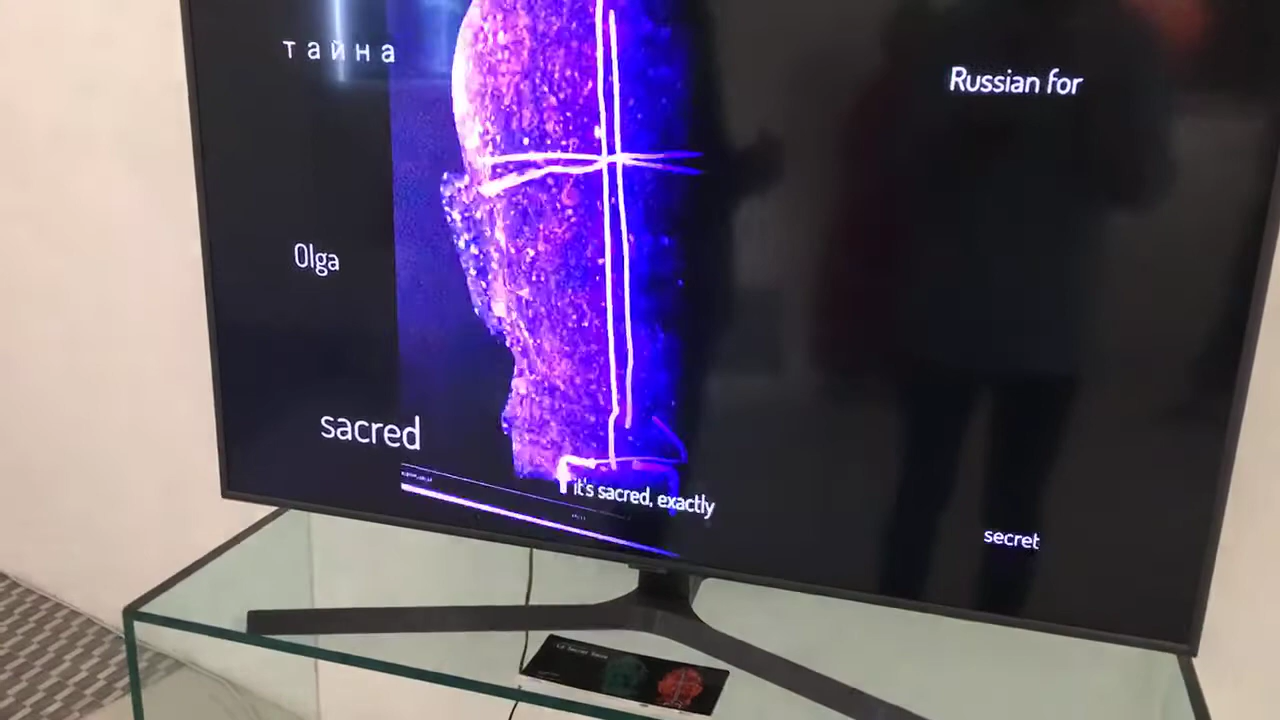 тайна
Russian for
Olga
sacred
it's sacred, exactly
secret